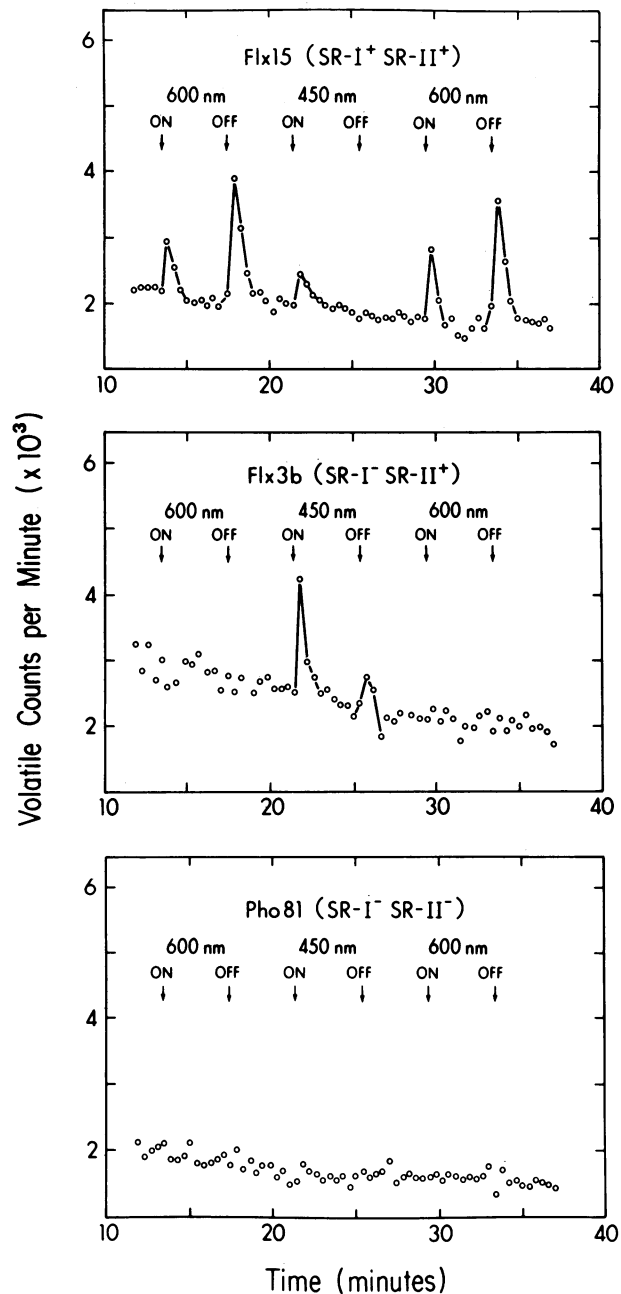 6
Flx15 (SR-I⁺ SR-II⁺)
600 nm 450 nm 600 nm
ON OFF ON OFF ON OFF
4
2
10 20 30 40
6
Flx3b (SR-I⁻ SR-II⁺)
600 nm 450 nm 600 nm
ON OFF ON OFF ON OFF
4
2
10 20 30 40
Volatile Counts per Minute (x 10³)
6
Pho81 (SR-I⁻ SR-II⁻)
600 nm 450 nm 600 nm
ON OFF ON OFF ON OFF
4
2
10 20 30 40
Time (minutes)